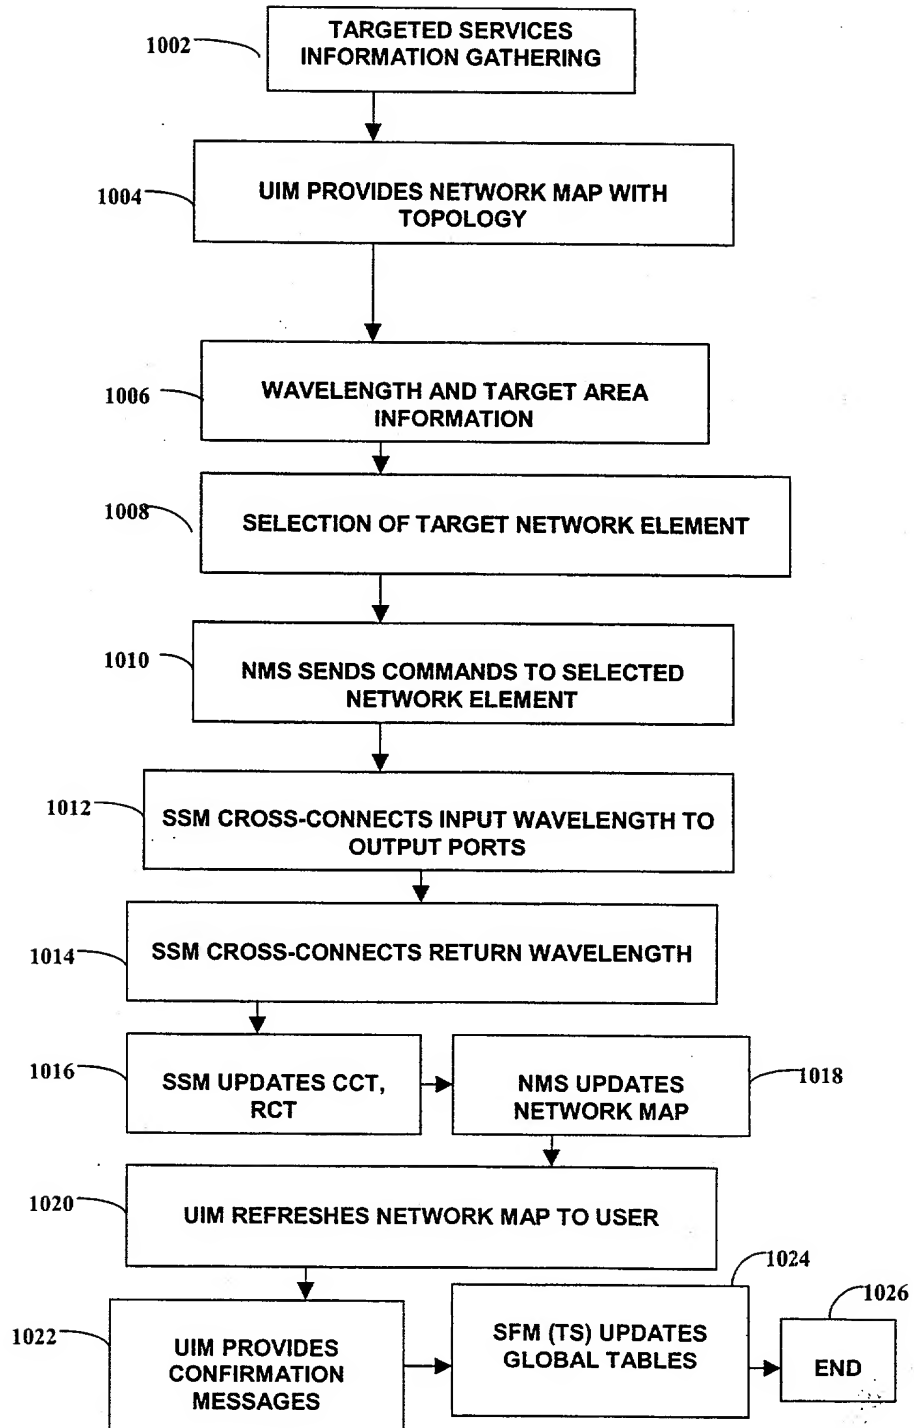 1002
TARGETED SERVICES
INFORMATION GATHERING
1004
UIM PROVIDES NETWORK MAP WITH
TOPOLOGY
1006
WAVELENGTH AND TARGET AREA
INFORMATION
1008
SELECTION OF TARGET NETWORK ELEMENT
1010
NMS SENDS COMMANDS TO SELECTED
NETWORK ELEMENT
1012
SSM CROSS-CONNECTS INPUT WAVELENGTH TO
OUTPUT PORTS
1014
SSM CROSS-CONNECTS RETURN WAVELENGTH
1016
SSM UPDATES CCT,
RCT
NMS UPDATES
NETWORK MAP
1018
1020
UIM REFRESHES NETWORK MAP TO USER
1022
UIM PROVIDES
CONFIRMATION
MESSAGES
1024
SFM (TS) UPDATES
GLOBAL TABLES
1026
END